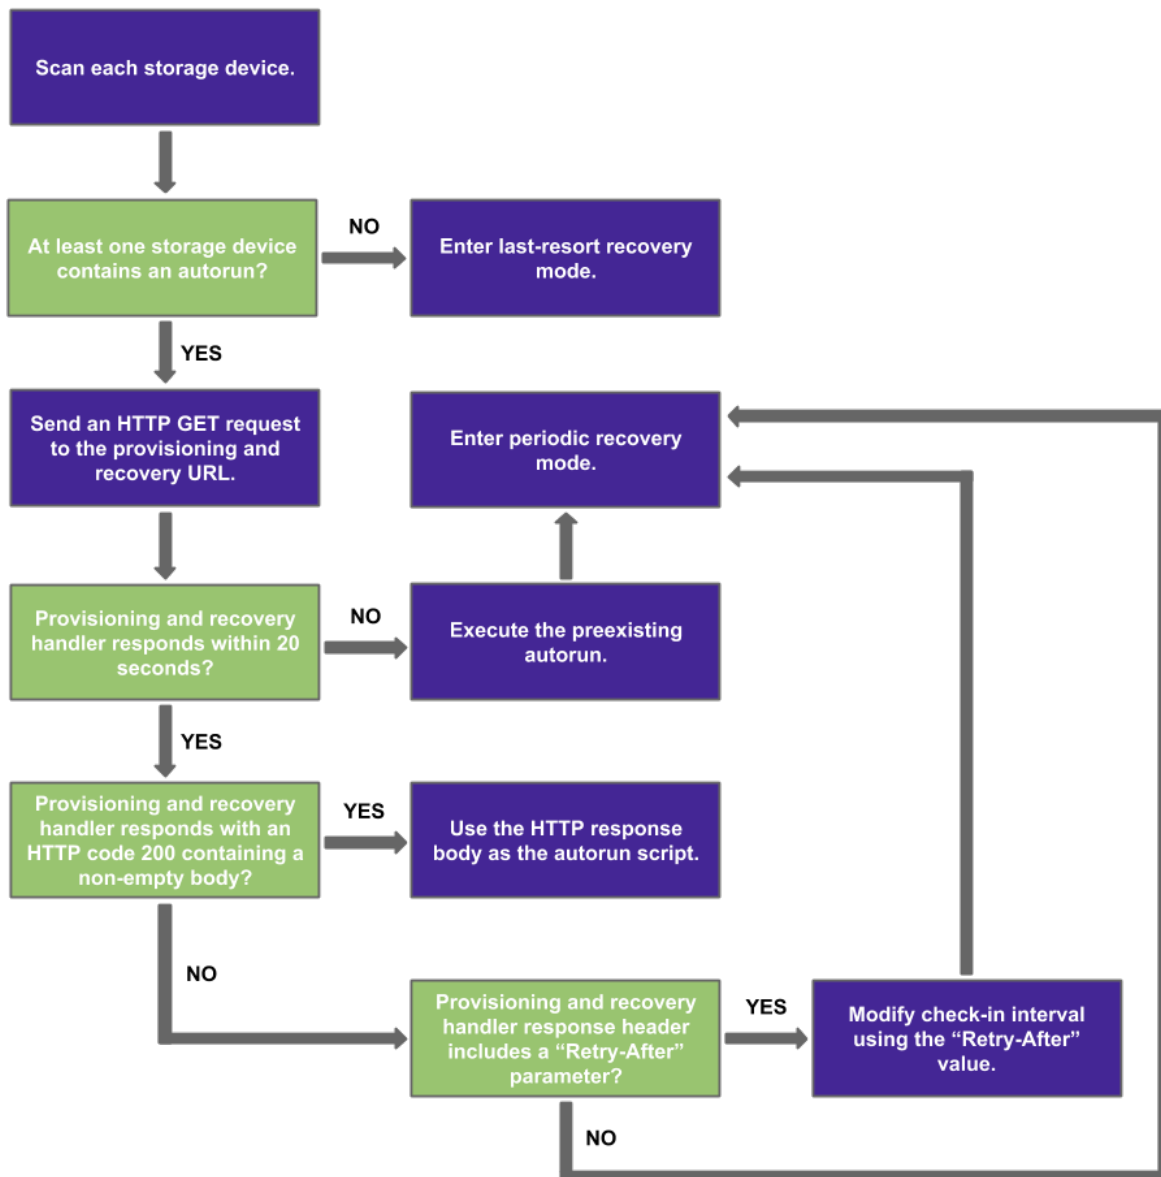 Scan each storage device.
At least one storage device
contains an autorun?
NO
Enter last-resort recovery
mode.
YES
Send an HTTP GET request
to the provisioning and
recovery URL.
Enter periodic recovery
mode.
Provisioning and recovery
handler responds within 20
seconds?
NO
Execute the preexisting
autorun.
YES
Provisioning and recovery
handler responds with an
HTTP code 200 containing a
non-empty body?
YES
Use the HTTP response
body as the autorun script.
NO
Provisioning and recovery
handler response header
includes a “Retry-After”
parameter?
YES
Modify check-in interval
using the “Retry-After”
value.
NO